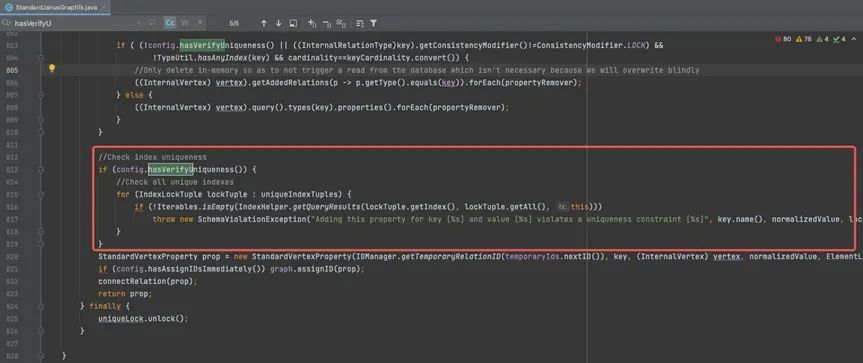 StandardJanusGraphTx.java
hasVerifyU
Cc W
5/5
80 78 4 4
803 if ( (!config.hasVerifyUniqueness() || ((InternalRelationType)key).getConsistencyModifier()!=ConsistencyModifier.LOCK) &&
804 !TypeUtil.hasAnyIndex(key) && cardinality==keyCardinality.convert()) {
805 //Only delete in-memory so as to not trigger a read from the database which isn't necessary because we will overwrite blindly
806 ((InternalVertex) vertex).getAddedRelations(p -> p.getType().equals(key)).forEach(propertyRemover);
807 } else {
808 ((InternalVertex) vertex).query().types(key).properties().forEach(propertyRemover);
809 }
810 }
811
812 //Check index uniqueness
813 if (config.hasVerifyUniqueness()) {
814 //Check all unique indexes
815 for (IndexLockTuple lockTuple : uniqueIndexTuples) {
816 if (!Iterables.isEmpty(IndexHelper.getQueryResults(lockTuple.getIndex(), lockTuple.getAll(), tx: this)))
817 throw new SchemaViolationException("Adding this property for key [%s] and value [%s] violates a uniqueness constraint [%s]", key.name(), normalizedValue, loc
818 }
819 }
820 StandardVertexProperty prop = new StandardVertexProperty(IDManager.getTemporaryRelationID(temporaryIds.nextID()), key, (InternalVertex) vertex, normalizedValue, ElementL
821 if (config.hasAssignIDsImmediately()) graph.assignID(prop);
822 connectRelation(prop);
823 return prop;
824 } finally {
825 uniqueLock.unlock();
826 }
827
828 }